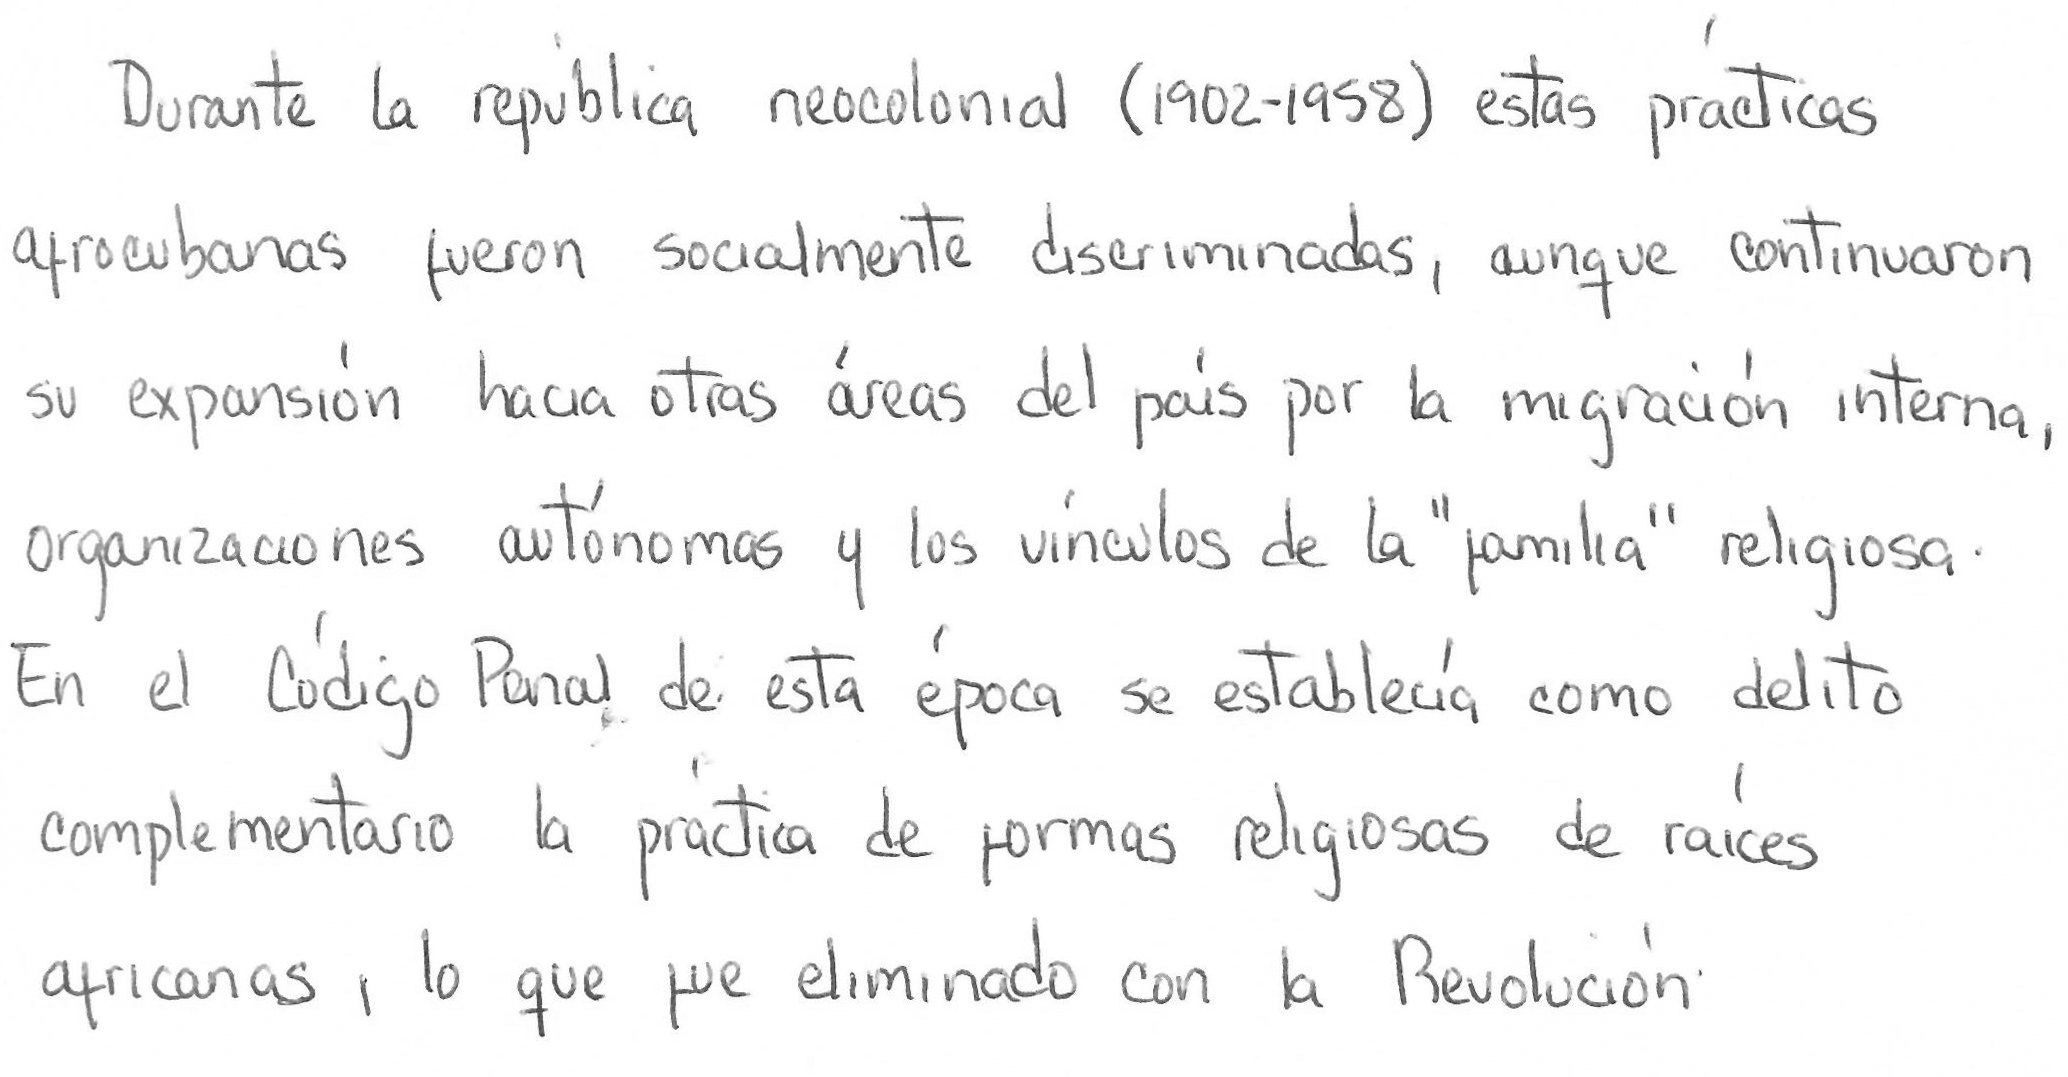 Durante la república neocolonial (1902-1958) estas prácticas
afrocubanas fueron socialmente discriminadas, aunque continuaron
su expansión hacia otras áreas del país por la migración interna,
organizaciones autónomas y los vínculos de la "familia" religiosa.
En el Código Penal de esta época se establecía como delito
complementario la práctica de formas religiosas de raíces
africanas, lo que fue eliminado con la Revolución.